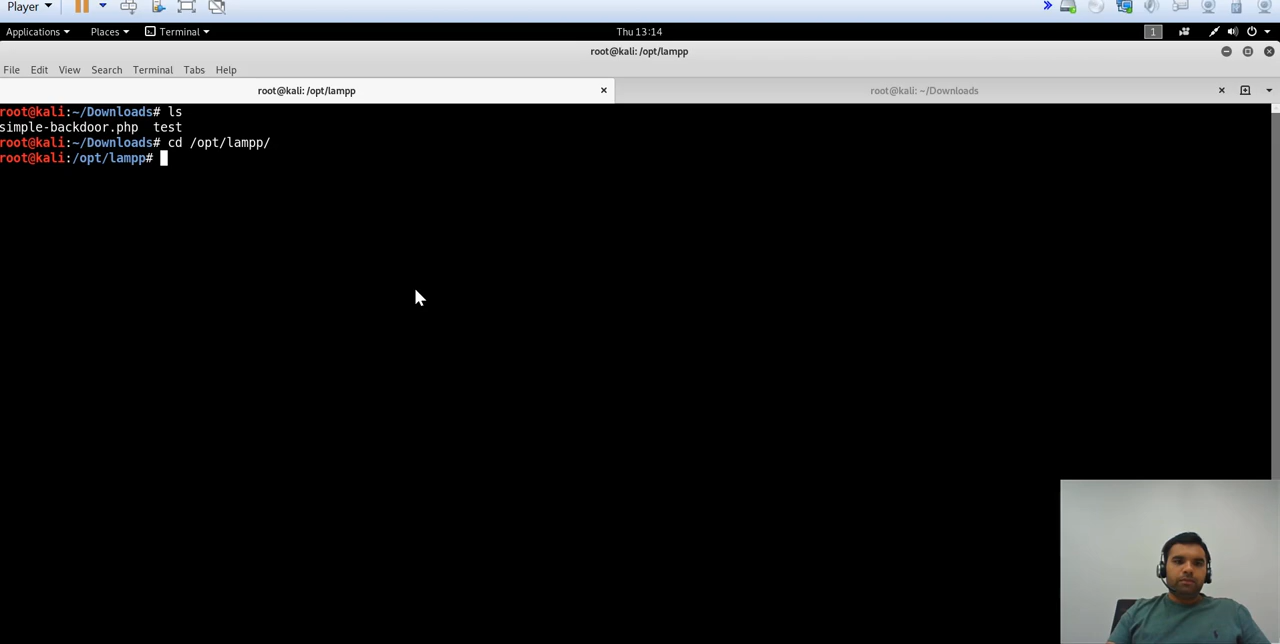 Player
Applications Places Terminal Thu 13:14 1
root@kali: /opt/lampp
File Edit View Search Terminal Tabs Help
root@kali: /opt/lampp root@kali: ~/Downloads
root@kali:~/Downloads# ls
simple-backdoor.php test
root@kali:~/Downloads# cd /opt/lampp/
root@kali:/opt/lampp#